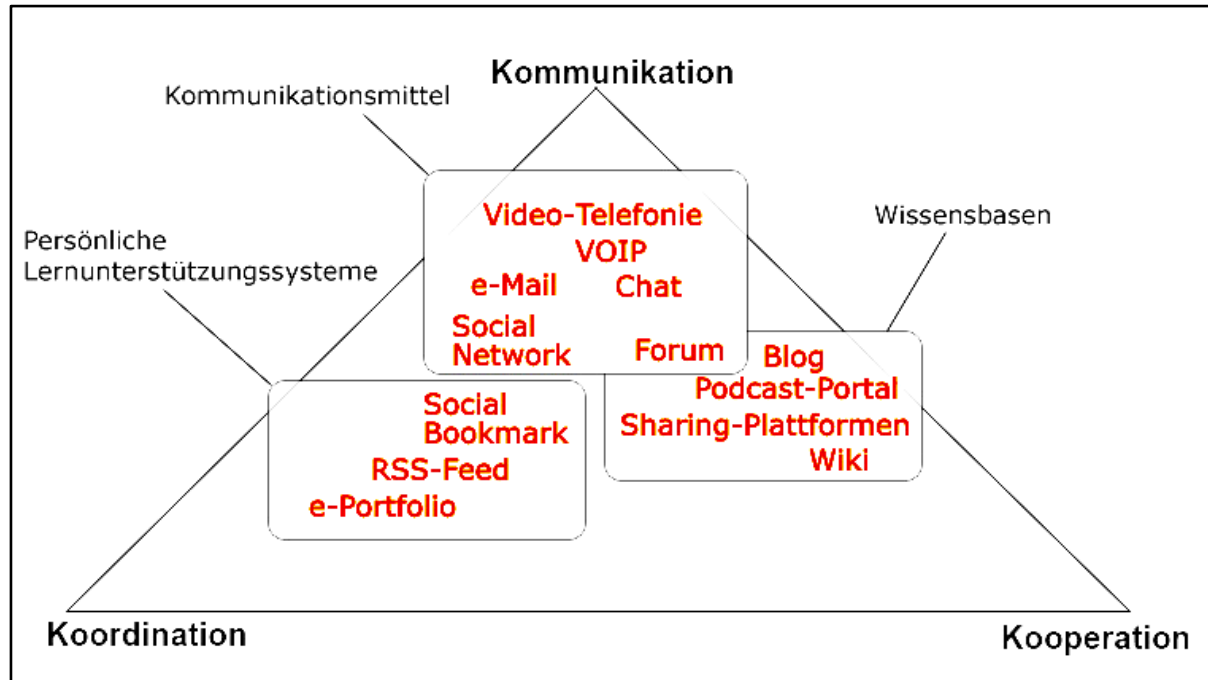 Kommunikation
Kommunikationsmittel
Video-Telefonie
Wissensbasen
Persönliche
Lernunterstützungssysteme
VOIP
e-Mail
Chat
Social
Network
Forum
Blog
Podcast-Portal
Sharing-Plattformen
Wiki
Social
Bookmark
RSS-Feed
e-Portfolio
Koordination
Kooperation